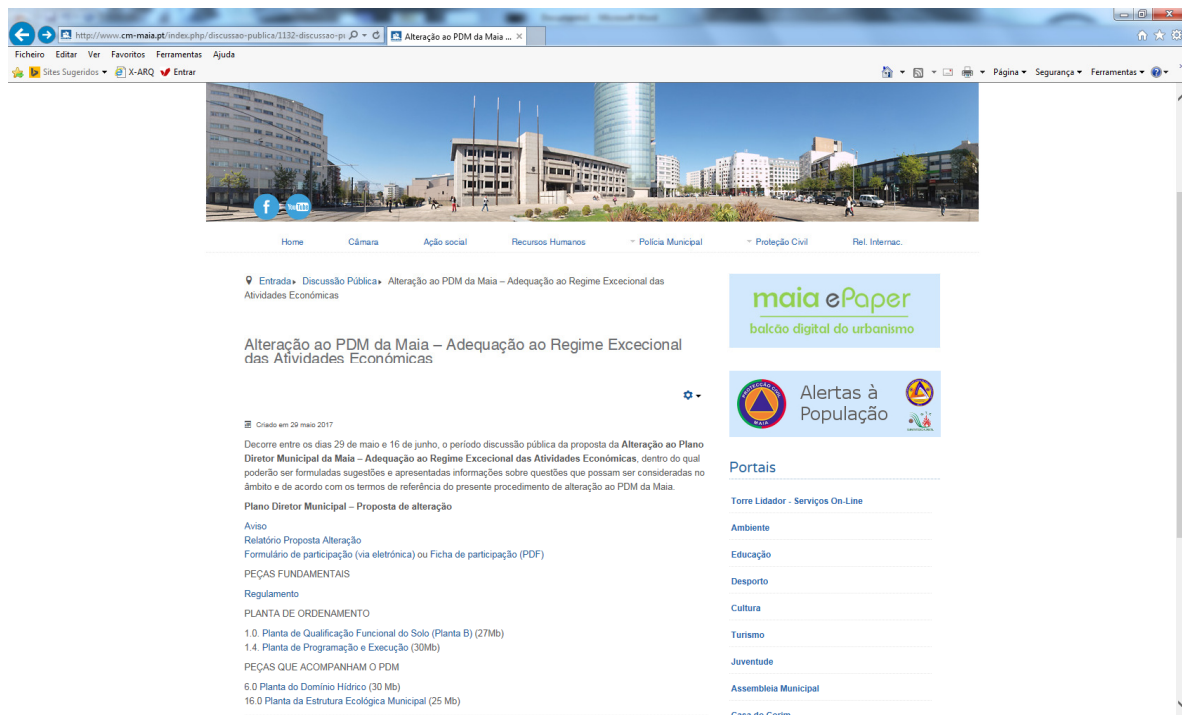 http://www.cm-maia.pt/index.php/discussao-publica/1132-discussao-pu
Alteração ao PDM da Maia ...
Ficheiro Editar Ver Favoritos Ferramentas Ajuda
Sites Sugeridos X-ARQ Entrar
Página Segurança Ferramentas
You Tube
Home Câmara Ação social Recursos Humanos Polícia Municipal Proteção Civil Rel. Internac.
Entrada Discussão Pública Alteração ao PDM da Maia – Adequação ao Regime Excecional das
Atividades Económicas
maia ePaper
balcão digital do urbanismo
Alteração ao PDM da Maia – Adequação ao Regime Excecional
das Atividades Económicas
Alertas à
População
Criado em 29 maio 2017
Decorre entre os dias 29 de maio e 16 de junho, o período discussão pública da proposta da Alteração ao Plano
Diretor Municipal da Maia – Adequação ao Regime Excecional das Atividades Económicas, dentro do qual
poderão ser formuladas sugestões e apresentadas informações sobre questões que possam ser consideradas no
âmbito e de acordo com os termos de referência do presente procedimento de alteração ao PDM da Maia.
Plano Diretor Municipal – Proposta de alteração
Aviso
Relatório Proposta Alteração
Formulário de participação (via eletrónica) ou Ficha de participação (PDF)
PEÇAS FUNDAMENTAIS
Regulamento
PLANTA DE ORDENAMENTO
1.0. Planta de Qualificação Funcional do Solo (Planta B) (27Mb)
1.4. Planta de Programação e Execução (30Mb)
PEÇAS QUE ACOMPANHAM O PDM
6.0 Planta do Domínio Hídrico (30 Mb)
16.0 Planta da Estrutura Ecológica Municipal (25 Mb)
Portais
Torre Lidador - Serviços On-Line
Ambiente
Educação
Desporto
Cultura
Turismo
Juventude
Assembleia Municipal
Casa do Corim